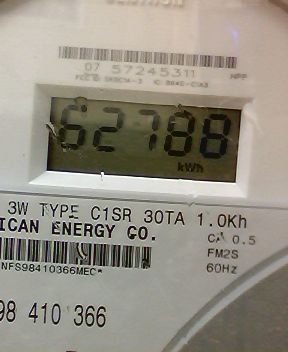 07 57245311 HPP
62788
kWh
3W TYPE C1SR 30TA 1.0Kh
ICAN ENERGY CO.
CA 0.5
FM2S
60Hz
NFS98410366MEC*
98 410 366